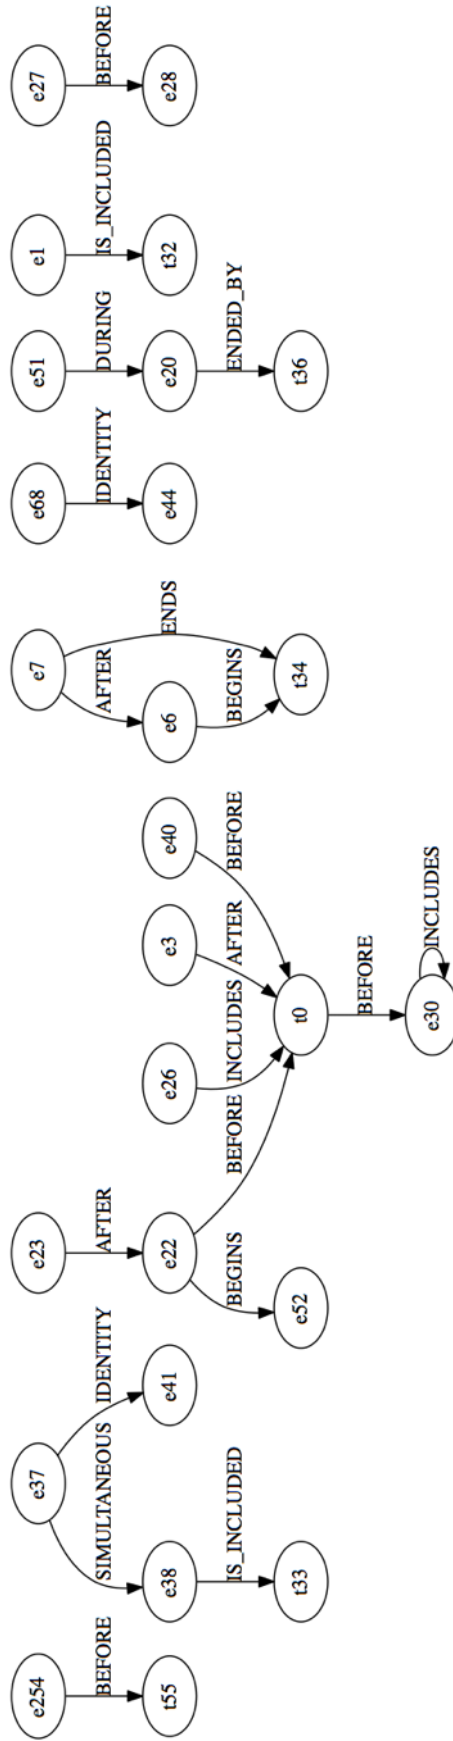 e254
BEFORE
t55
e37
SIMULTANEOUS
IDENTITY
e38
e41
IS_INCLUDED
t33
e23
AFTER
e22
BEGINS
BEFORE
e52
e26
INCLUDES
e3
AFTER
e40
BEFORE
t0
BEFORE
e30
INCLUDES
e7
AFTER
ENDS
e6
BEGINS
t34
e68
IDENTITY
e44
e51
DURING
e20
ENDED_BY
t36
e1
IS_INCLUDED
t32
e27
BEFORE
e28